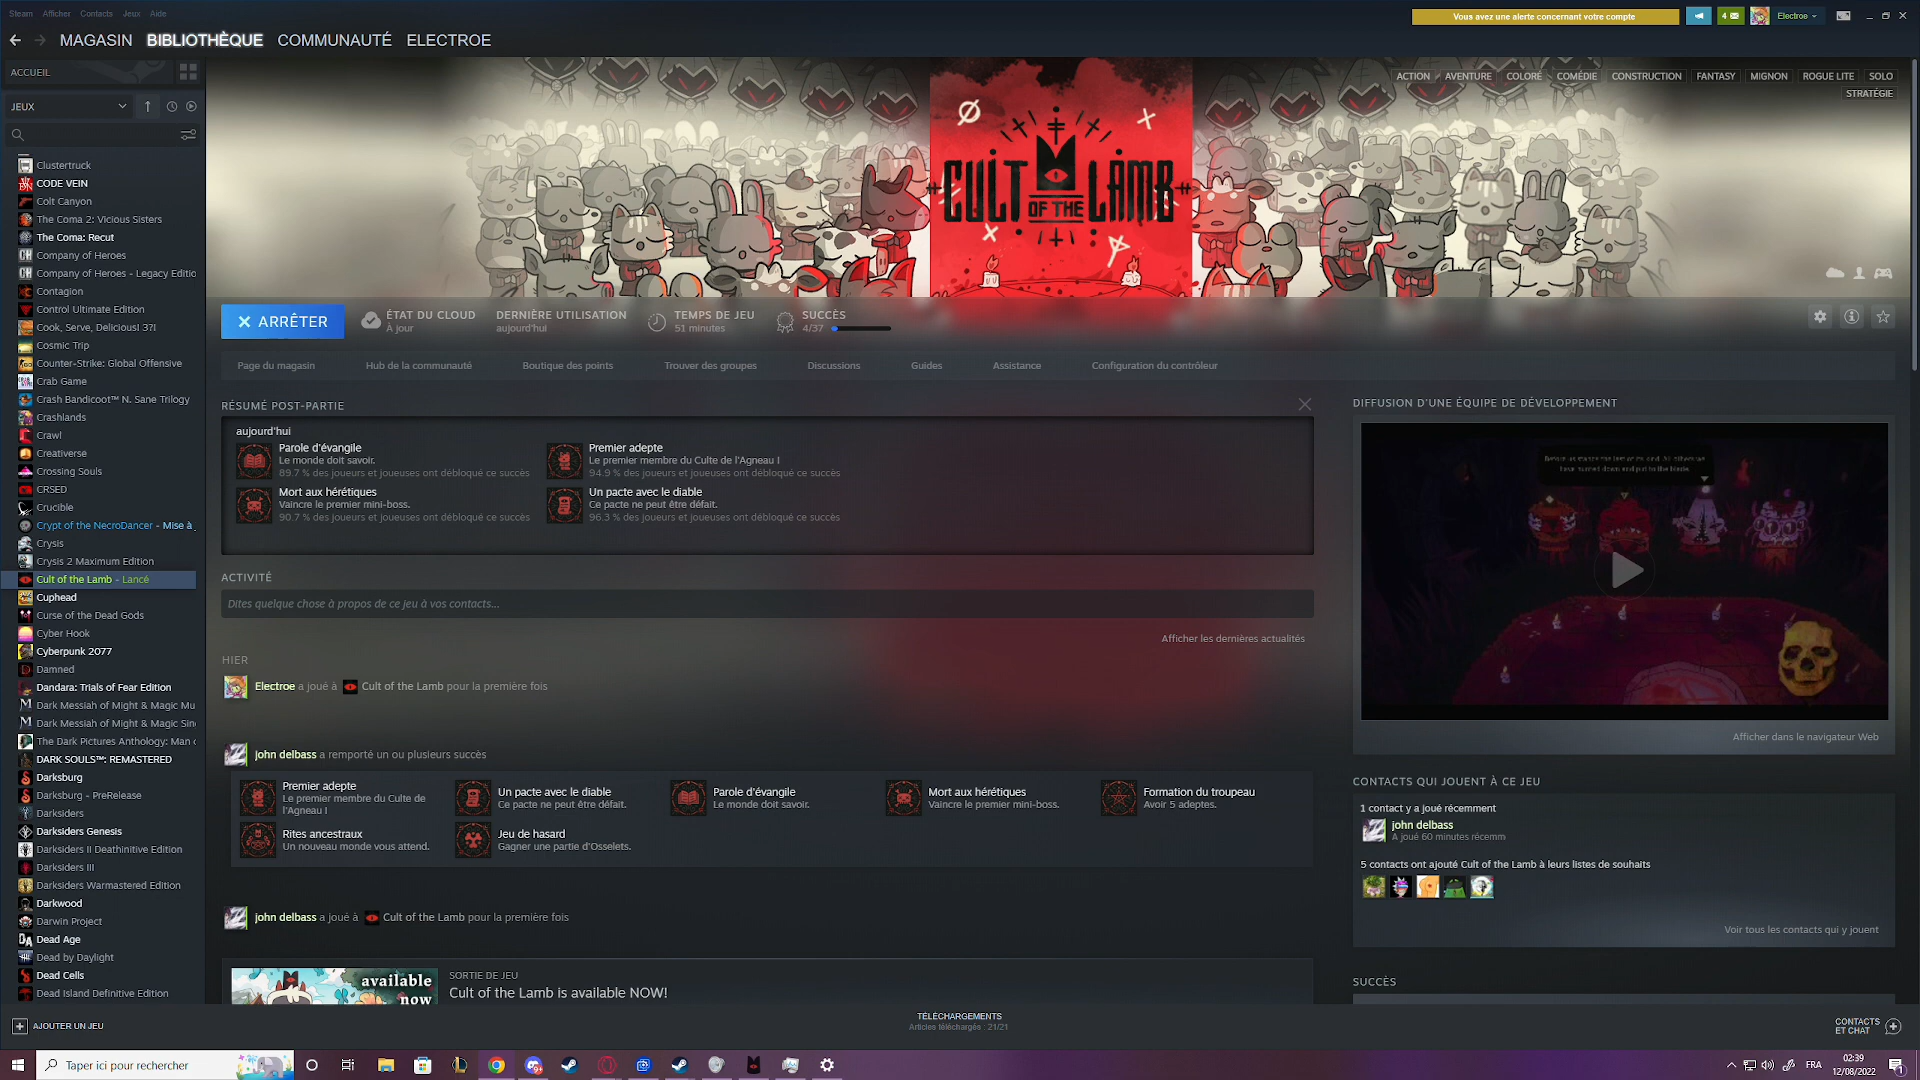 Steam Afficher Contacts Jeux Aide
Vous avez une alerte concernant votre compte
4
Electroe
MAGASIN BIBLIOTHÈQUE COMMUNAUTÉ ELECTROE
ACCUEIL
JEUX
Clustertruck
CODE VEIN
Colt Canyon
The Coma 2: Vicious Sisters
The Coma: Recut
Company of Heroes
Company of Heroes - Legacy Editio
Contagion
Control Ultimate Edition
Cook, Serve, Delicious! 3?!
Cosmic Trip
Counter-Strike: Global Offensive
Crab Game
Crash Bandicoot™ N. Sane Trilogy
Crashlands
Crawl
Creativerse
Crossing Souls
CRSED
Crucible
Crypt of the NecroDancer - Mise à
Crysis
Crysis 2 Maximum Edition
Cult of the Lamb - Lancé
Cuphead
Curse of the Dead Gods
Cyber Hook
Cyberpunk 2077
Damned
Dandara: Trials of Fear Edition
Dark Messiah of Might & Magic Mu
Dark Messiah of Might & Magic Sin
The Dark Pictures Anthology: Man o
DARK SOULS™: REMASTERED
Darksburg
Darksburg - PreRelease
Darksiders
Darksiders Genesis
Darksiders II Deathinitive Edition
Darksiders III
Darksiders Warmastered Edition
Darkwood
Darwin Project
Dead Age
Dead by Daylight
Dead Cells
Dead Island Definitive Edition
AJOUTER UN JEU
CULT OF THE LAMB
ACTION AVENTURE COLORÉ COMÉDIE CONSTRUCTION FANTASY MIGNON ROGUE LITE SOLO
STRATÉGIE
ARRÊTER
ÉTAT DU CLOUD
À jour
DERNIÈRE UTILISATION
aujourd'hui
TEMPS DE JEU
51 minutes
SUCCÈS
4/37
Page du magasin Hub de la communauté Boutique des points Trouver des groupes Discussions Guides Assistance Configuration du contrôleur
RÉSUMÉ POST-PARTIE
aujourd'hui
Parole d'évangile
Le monde doit savoir.
89.7 % des joueurs et joueuses ont débloqué ce succès
Premier adepte
Le premier membre du Culte de l'Agneau I
94.9 % des joueurs et joueuses ont débloqué ce succès
Mort aux hérétiques
Vaincre le premier mini-boss.
90.7 % des joueurs et joueuses ont débloqué ce succès
Un pacte avec le diable
Ce pacte ne peut être défait.
96.3 % des joueurs et joueuses ont débloqué ce succès
ACTIVITÉ
Dites quelque chose à propos de ce jeu à vos contacts...
Afficher les dernières actualités
HIER
Electroe a joué à Cult of the Lamb pour la première fois
john delbass a remporté un ou plusieurs succès
Premier adepte
Le premier membre du Culte de
l'Agneau I
Un pacte avec le diable
Ce pacte ne peut être défait.
Parole d'évangile
Le monde doit savoir.
Mort aux hérétiques
Vaincre le premier mini-boss.
Formation du troupeau
Avoir 5 adeptes.
Rites ancestraux
Un nouveau monde vous attend.
Jeu de hasard
Gagner une partie d'Osselets.
john delbass a joué à Cult of the Lamb pour la première fois
available
now
SORTIE DE JEU
Cult of the Lamb is available NOW!
DIFFUSION D'UNE ÉQUIPE DE DÉVELOPPEMENT
Afficher dans le navigateur Web
CONTACTS QUI JOUENT À CE JEU
1 contact y a joué récemment
john delbass
A joué 60 minutes récemm
5 contacts ont ajouté Cult of the Lamb à leurs listes de souhaits
Voir tous les contacts qui y jouent
SUCCÈS
TÉLÉCHARGEMENTS
Articles téléchargés : 21/21
CONTACTS
ET CHAT
Taper ici pour rechercher
9+
FRA
02:39
12/08/2022
1